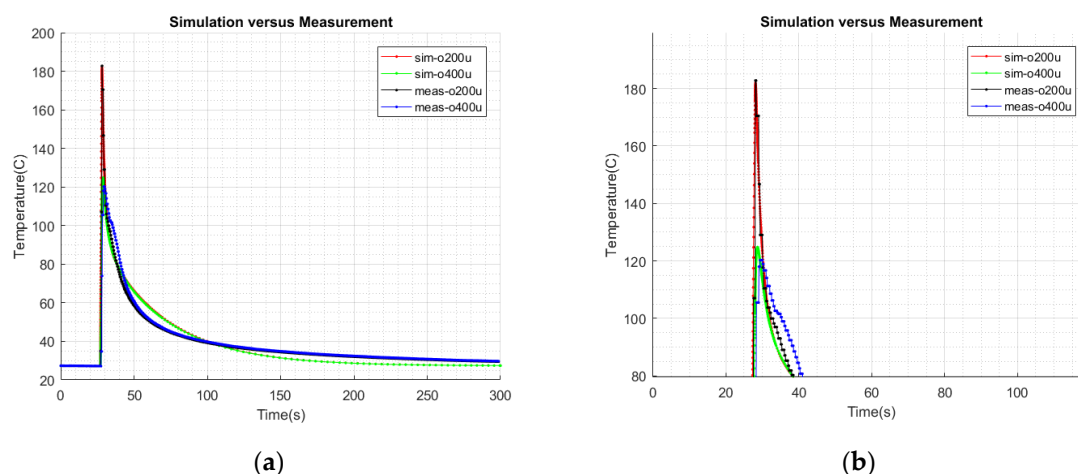 Simulation versus Measurement
200
180
160
140
120
100
80
60
40
20
Temperature(C)
sim-o200u
sim-o400u
meas-o200u
meas-o400u
0
50
100
150
200
250
300
Time(s)
(a)
Simulation versus Measurement
180
160
140
120
100
80
Temperature(C)
sim-o200u
sim-o400u
meas-o200u
meas-o400u
0
20
40
60
80
100
Time(s)
(b)